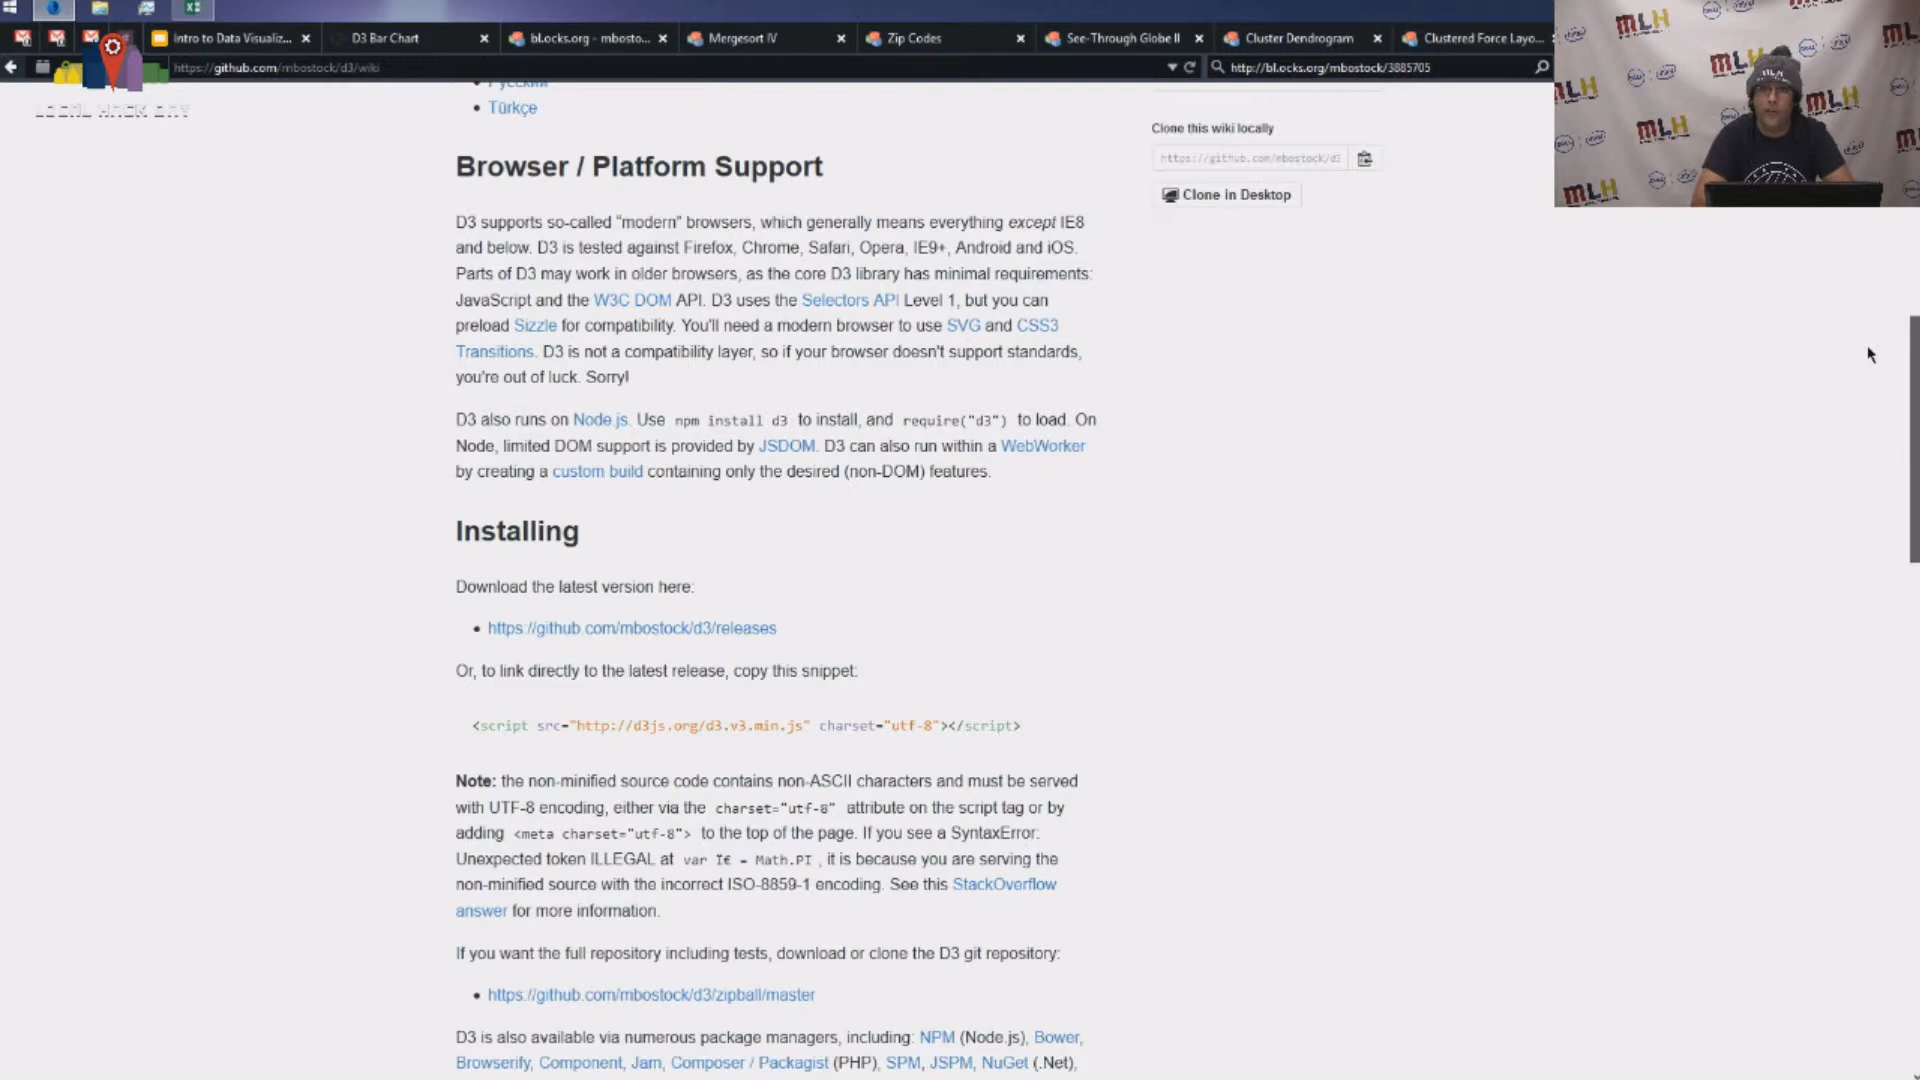 Intro to Data Visualiz...
D3 Bar Chart
bl.ocks.org - mbosto...
Mergesort IV
Zip Codes
See-Through Globe II
Cluster Dendrogram
Clustered Force Layo...
https://github.com/mbostock/d3/wiki
http://bl.ocks.org/mbostock/3885705
LOCAL HACK DAY
Русский
Türkçe
Clone this wiki locally
https://github.com/mbostock/d3
Clone in Desktop
Browser / Platform Support
D3 supports so-called “modern” browsers, which generally means everything except IE8
and below. D3 is tested against Firefox, Chrome, Safari, Opera, IE9+, Android and iOS.
Parts of D3 may work in older browsers, as the core D3 library has minimal requirements:
JavaScript and the W3C DOM API. D3 uses the Selectors API Level 1, but you can
preload Sizzle for compatibility. You'll need a modern browser to use SVG and CSS3
Transitions. D3 is not a compatibility layer, so if your browser doesn't support standards,
you're out of luck. Sorry!
D3 also runs on Node.js. Use npm install d3 to install, and require("d3") to load. On
Node, limited DOM support is provided by JSDOM. D3 can also run within a WebWorker
by creating a custom build containing only the desired (non-DOM) features.
Installing
Download the latest version here:
https://github.com/mbostock/d3/releases
Or, to link directly to the latest release, copy this snippet:
<script src="http://d3js.org/d3.v3.min.js" charset="utf-8"></script>
Note: the non-minified source code contains non-ASCII characters and must be served
with UTF-8 encoding, either via the charset="utf-8" attribute on the script tag or by
adding <meta charset="utf-8"> to the top of the page. If you see a SyntaxError:
Unexpected token ILLEGAL at var Ï€ = Math.PI , it is because you are serving the
non-minified source with the incorrect ISO-8859-1 encoding. See this StackOverflow
answer for more information.
If you want the full repository including tests, download or clone the D3 git repository:
https://github.com/mbostock/d3/zipball/master
D3 is also available via numerous package managers, including: NPM (Node.js), Bower,
Browserify, Component, Jam, Composer / Packagist (PHP), SPM, JSPM, NuGet (.Net),
MLH
MLH
MLH
MLH
MLH
MLH
DELL